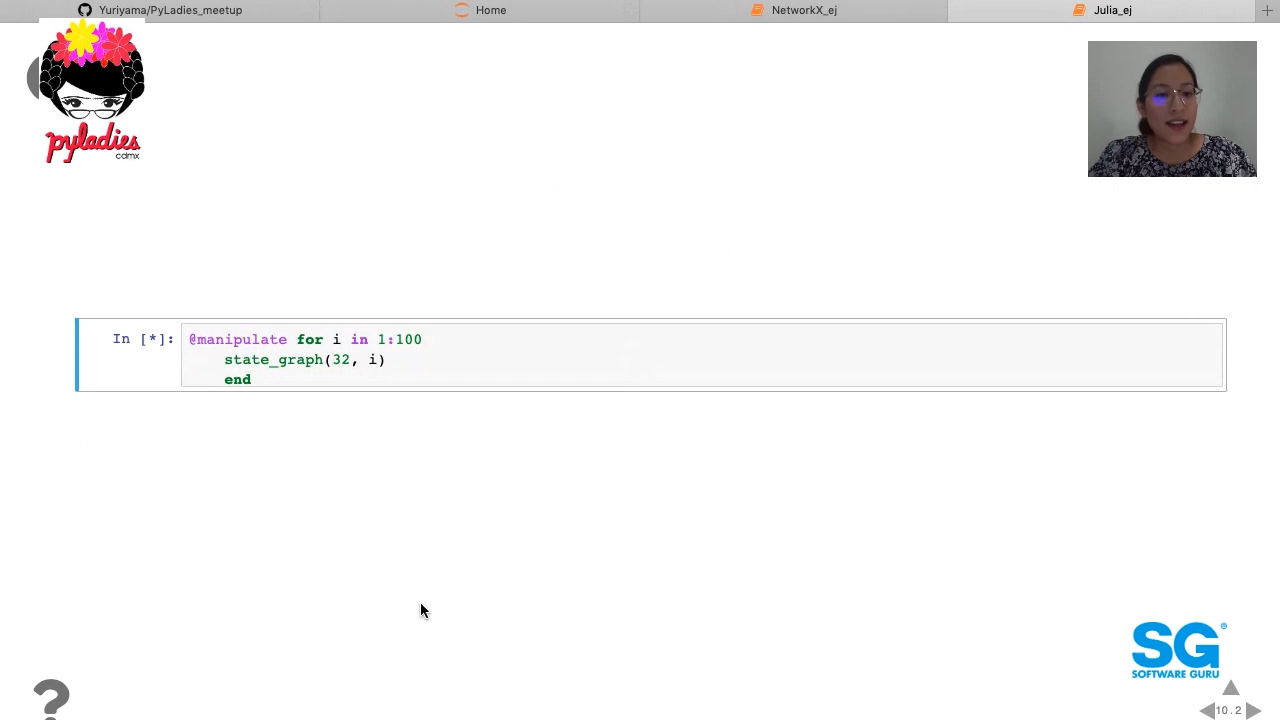 Yuriyama/PyLadies_meetup
Home
NetworkX_ej
Julia_ej
pyladies
cdmx
In [*]:
@manipulate for i in 1:100
state_graph(32, i)
end
SG®
SOFTWARE GURU
?
10.2